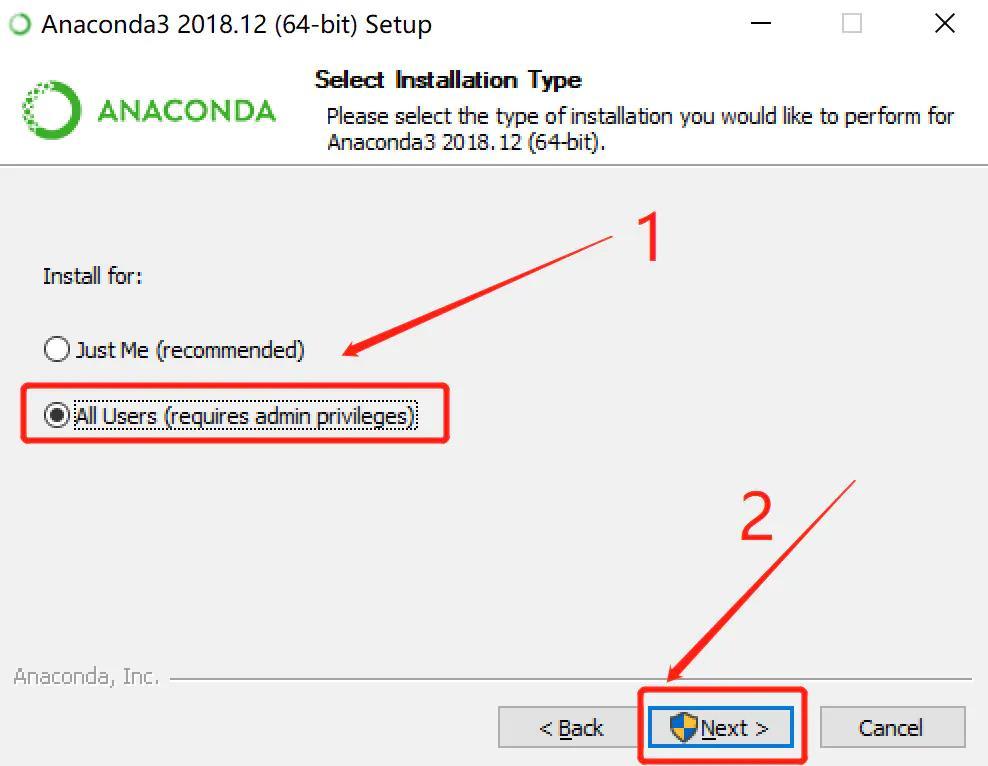 Anaconda3 2018.12 (64-bit) Setup
ANACONDA
Select Installation Type
Please select the type of installation you would like to perform for
Anaconda3 2018.12 (64-bit).
1
Install for:
Just Me (recommended)
All Users (requires admin privileges)
2
Anaconda, Inc.
< Back
Next >
Cancel